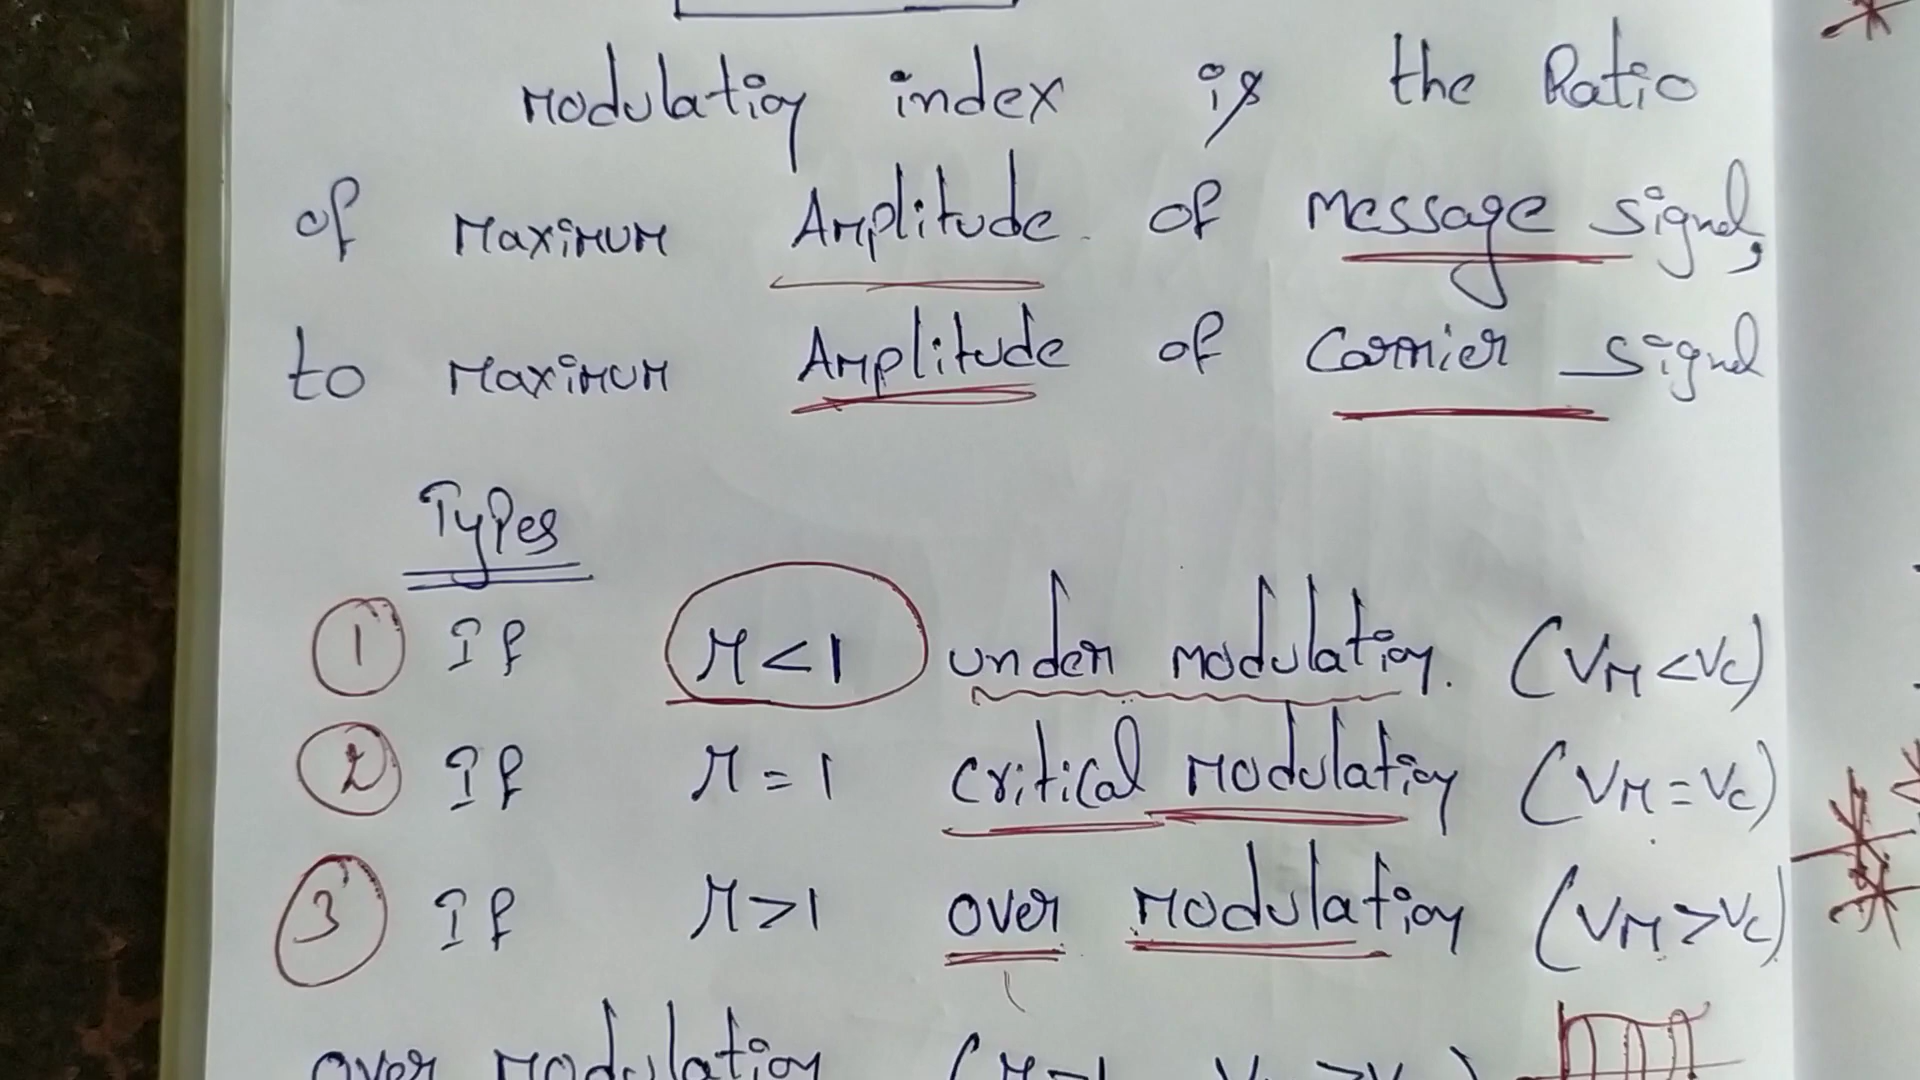 Modulation index is the Ratio
of Maximum Amplitude of message signal,
to Maximum Amplitude of Carrier signal
Types
① If M<1 under modulation. (VM<VC)
② If M=1 critical Modulation (VM=VC)
③ If M>1 over Modulation (VM>VC)
over modulation